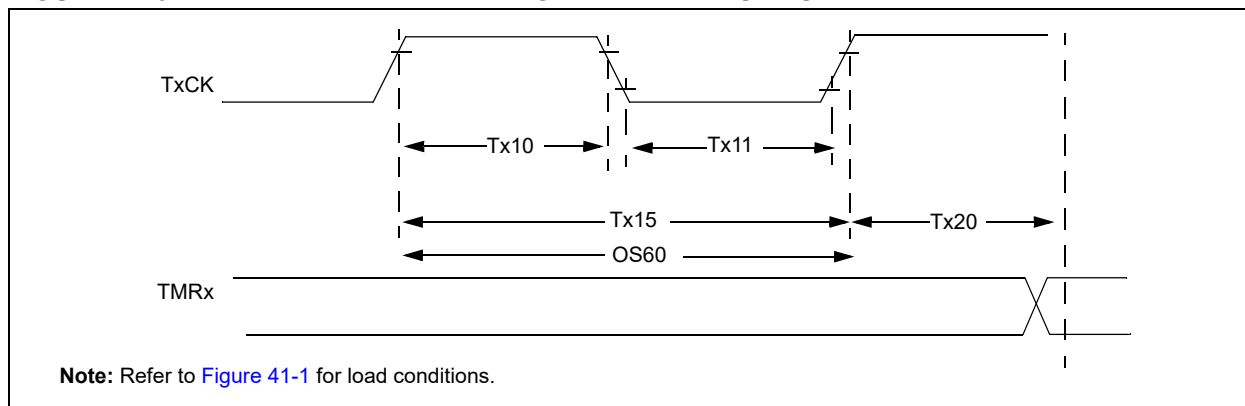 TxCK
Tx10
Tx11
Tx15
Tx20
OS60
TMRx
Note: Refer to Figure 41-1 for load conditions.